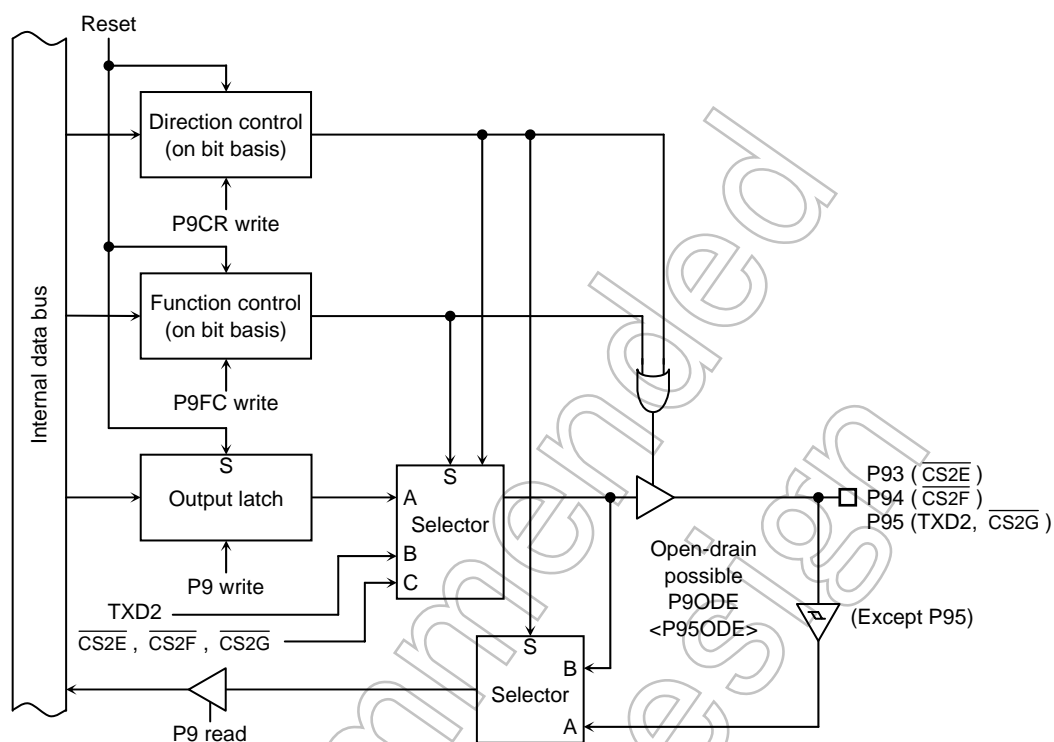 Reset
Internal data bus
Direction control
(on bit basis)
P9CR write
Function control
(on bit basis)
P9FC write
S
Output latch
P9 write
S
A
Selector
B
C
TXD2
CS2E , CS2F , CS2G
P93 ( CS2E )
P94 ( CS2F )
P95 (TXD2, CS2G )
Open-drain
possible
P9ODE
<P95ODE>
(Except P95)
S
B
Selector
A
P9 read
mmended
esign